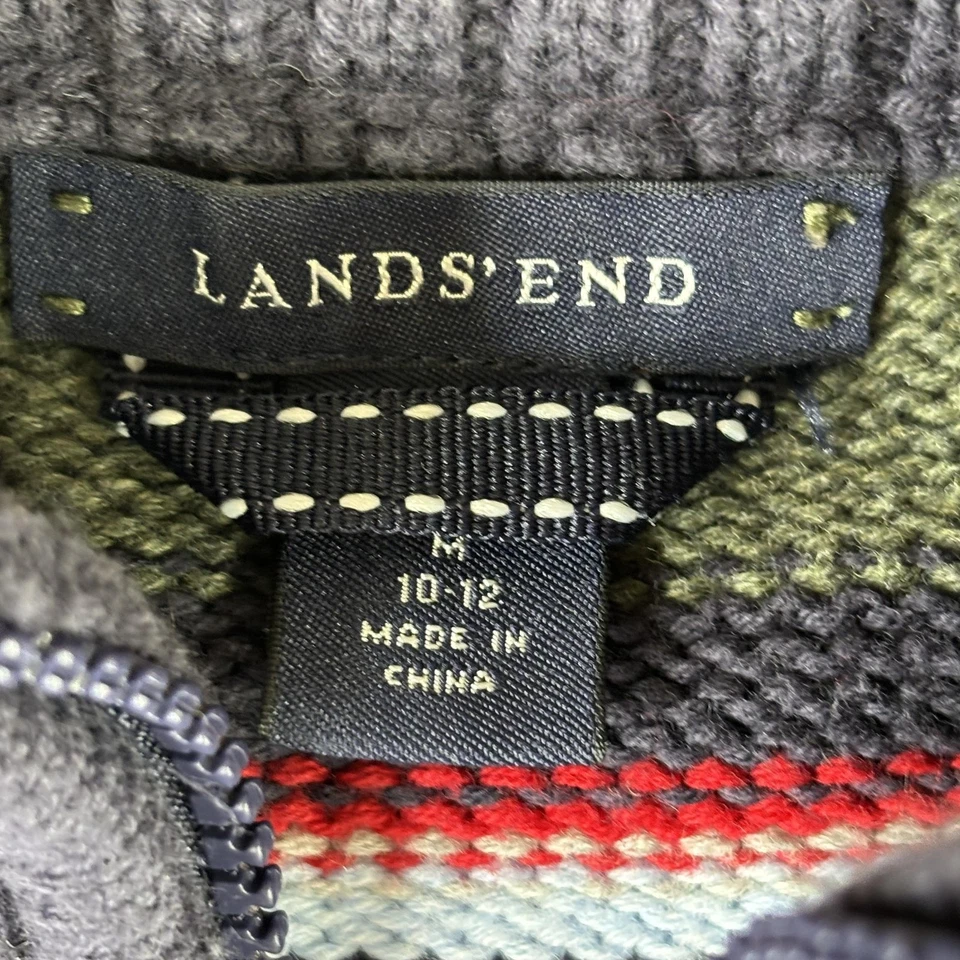 LANDS' END
M
10-12
MADE IN
CHINA